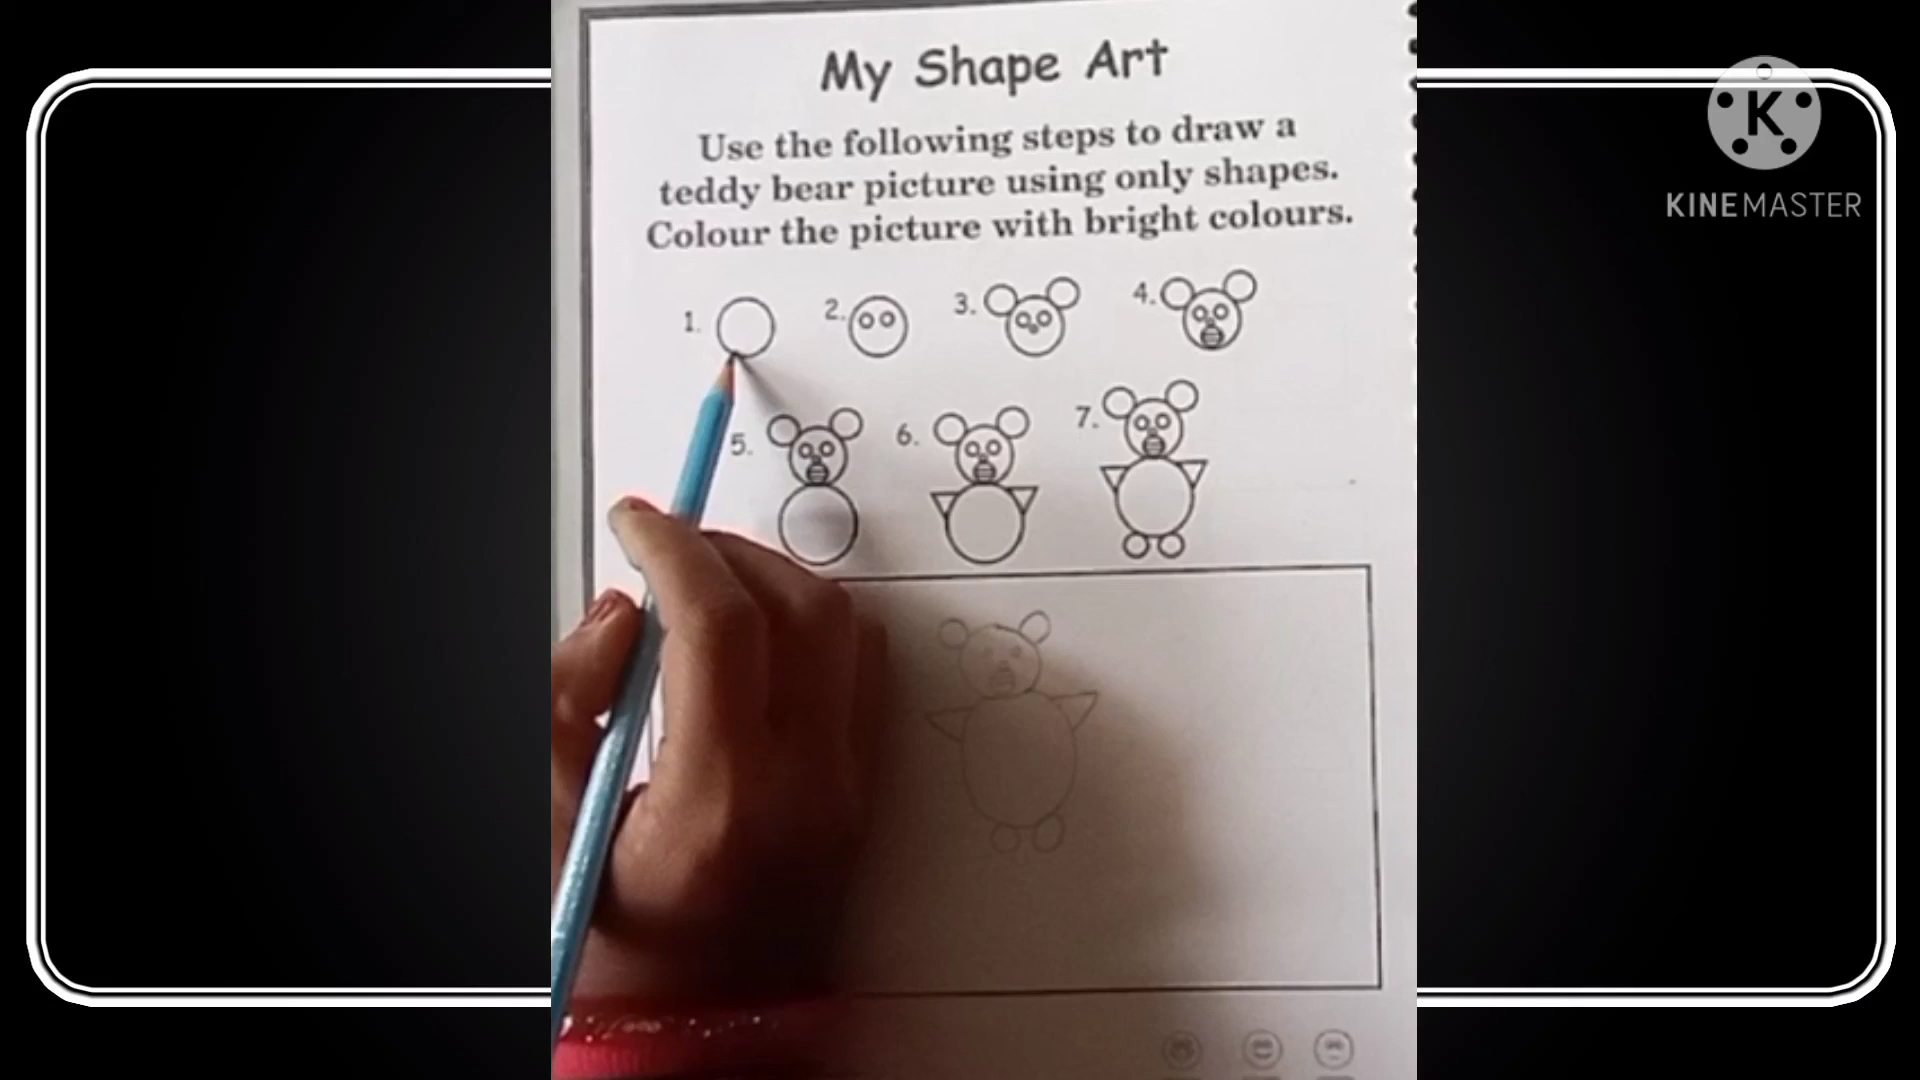 My Shape Art
Use the following steps to draw a
teddy bear picture using only shapes.
Colour the picture with bright colours.
1. 2. 3. 4.
5. 6. 7.
K
KINEMASTER